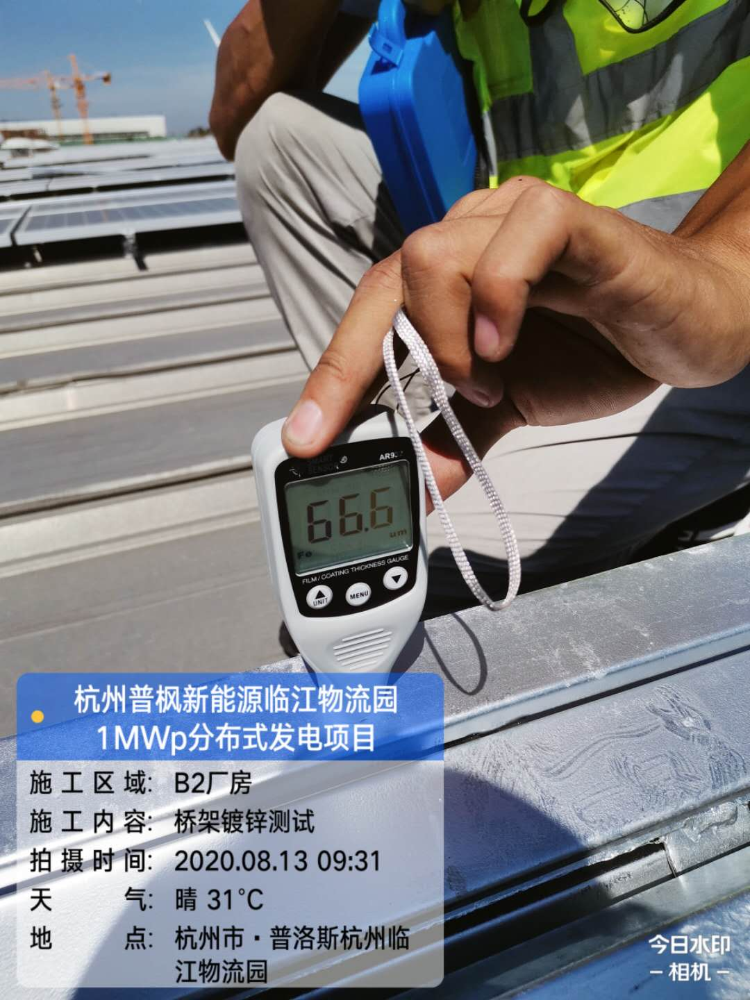 SMART
SENSOR
AR932
66.6
um
Fe
FILM / COATING THICKNESS GAUGE
UNIT
MENU
杭州普枫新能源临江物流园
1MWp分布式发电项目
施工区域: B2厂房
施工内容: 桥架镀锌测试
拍摄时间: 2020.08.13 09:31
天气: 晴 31℃
地点: 杭州市·普洛斯杭州临
江物流园
今日水印
-相机-